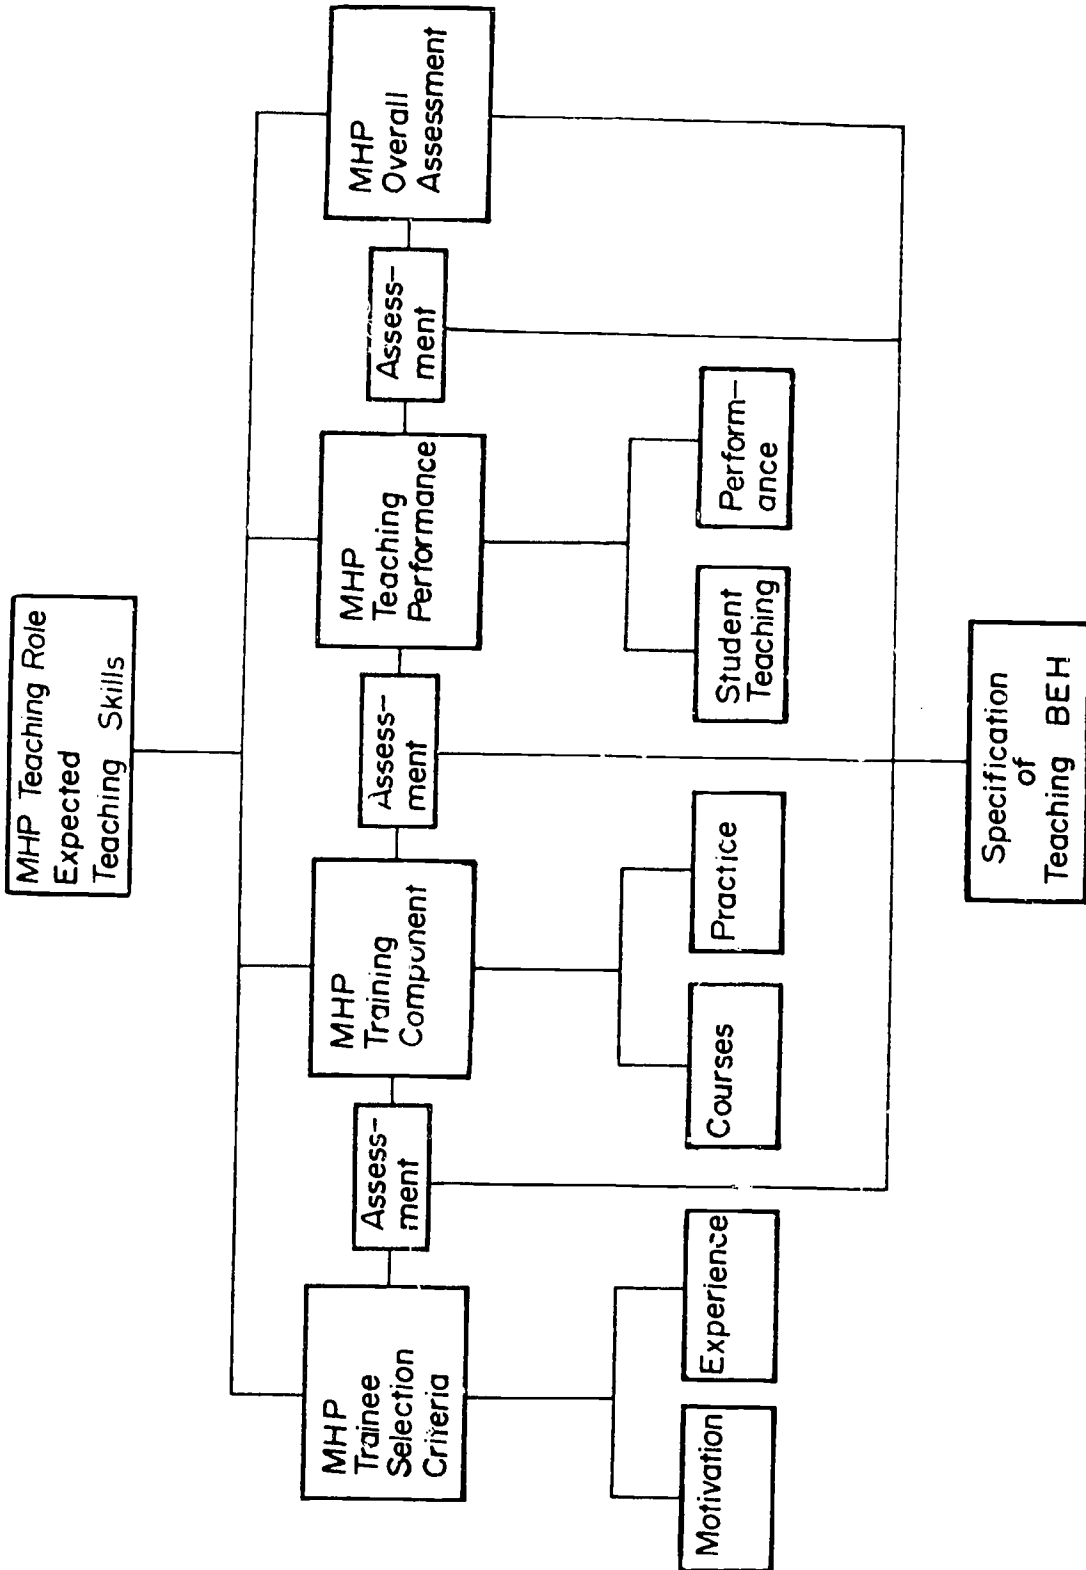 MHP Teaching Role
Expected
Teaching Skills
MHP
Trainee
Selection
Criteria
Assess-
ment
MHP
Training
Component
Assess-
ment
MHP
Teaching
Performance
Assess-
ment
MHP
Overall
Assessment
Motivation
Experience
Courses
Practice
Student
Teaching
Perform-
ance
Specification
of
Teaching BEH